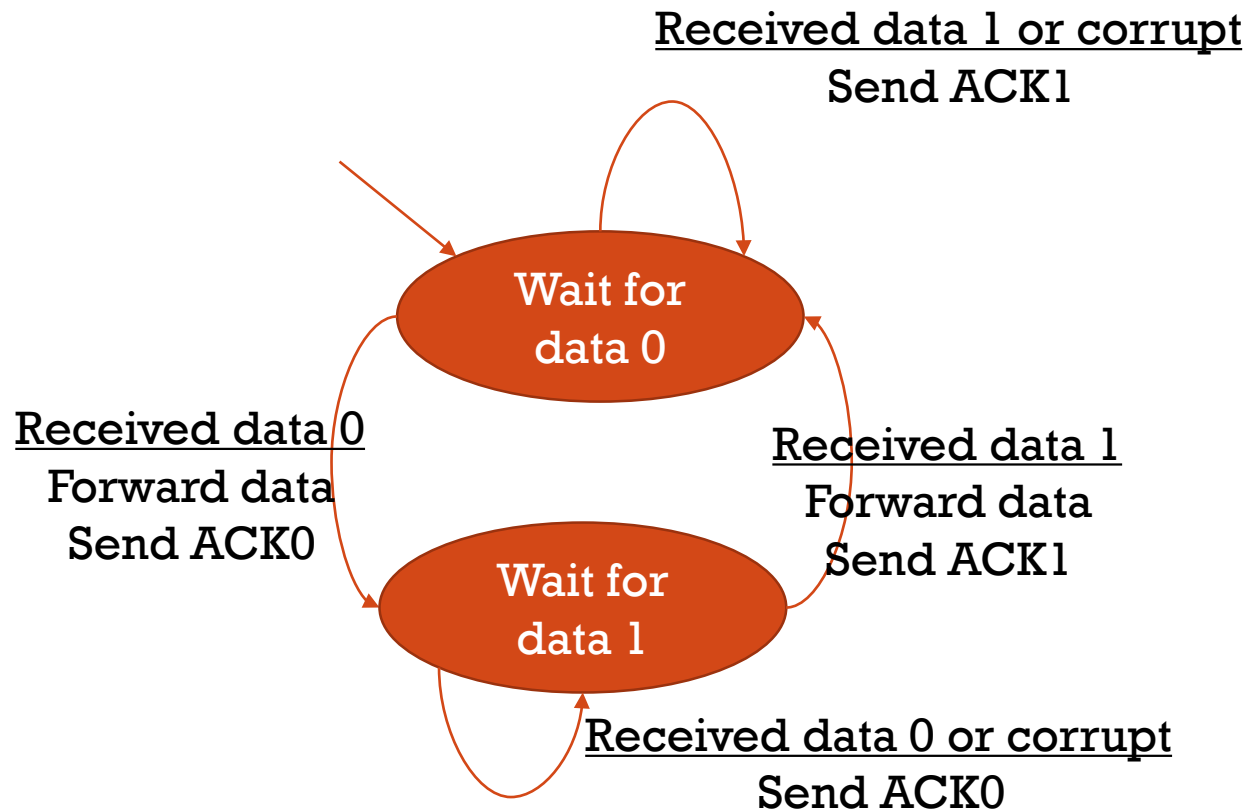 Received data 1 or corrupt
Send ACK1
Wait for
data 0
Received data 0
Forward data
Send ACK0
Received data 1
Forward data
Send ACK1
Wait for
data 1
Received data 0 or corrupt
Send ACK0